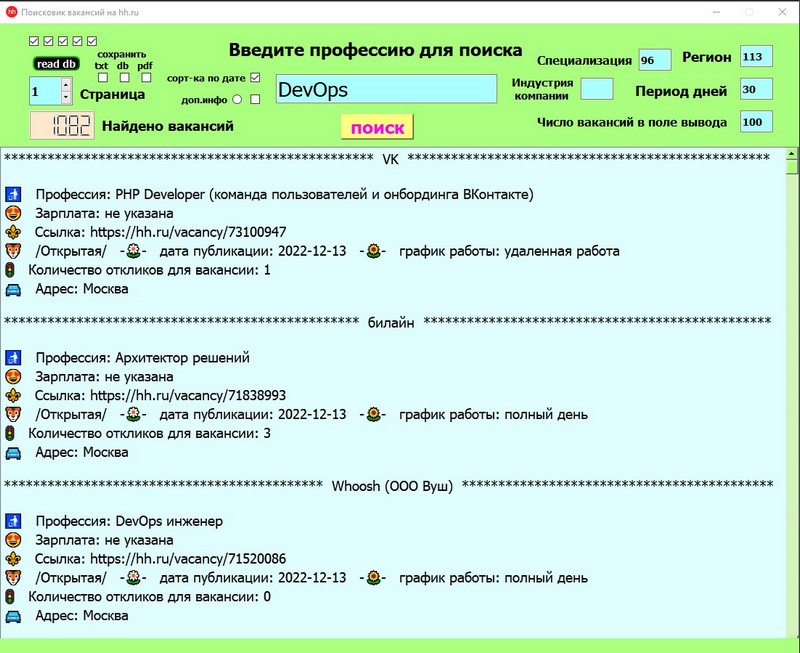 hh Поисковик вакансий на hh.ru
сохранить
Введите профессию для поиска
Специализация 96 Регион 113
read db txt db pdf
сорт-ка по дате
1 Страница
DevOps
Индустрия
компании
Период дней 30
доп.инфо
1082 Найдено вакансий
поиск
Число вакансий в поле вывода 100
*************************************************** VK **************************************************
Профессия: PHP Developer (команда пользователей и онбординга ВКонтакте)
Зарплата: не указана
Ссылка: https://hh.ru/vacancy/73100947
/Открытая/ - - дата публикации: 2022-12-13 - - график работы: удаленная работа
Количество откликов для вакансии: 1
Адрес: Москва
************************************************* билайн ************************************************
Профессия: Архитектор решений
Зарплата: не указана
Ссылка: https://hh.ru/vacancy/71838993
/Открытая/ - - дата публикации: 2022-12-13 - - график работы: полный день
Количество откликов для вакансии: 3
Адрес: Москва
******************************************** Whoosh (ООО Вуш) *******************************************
Профессия: DevOps инженер
Зарплата: не указана
Ссылка: https://hh.ru/vacancy/71520086
/Открытая/ - - дата публикации: 2022-12-13 - - график работы: полный день
Количество откликов для вакансии: 0
Адрес: Москва